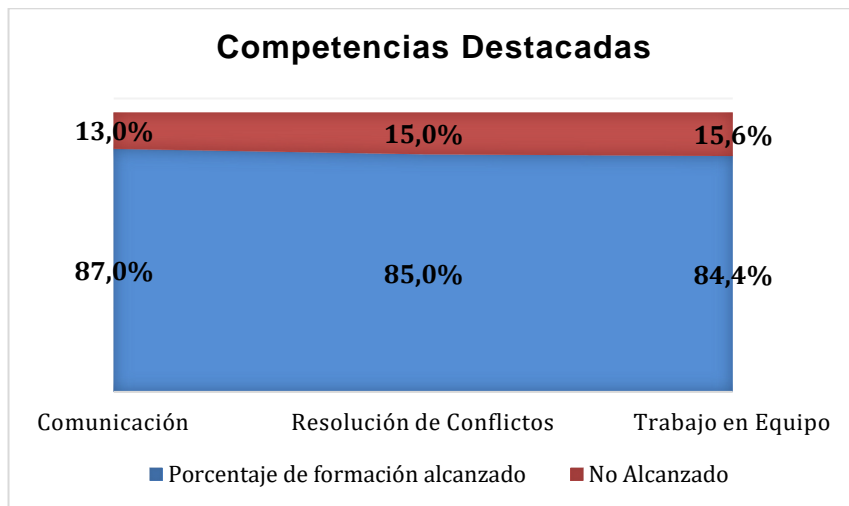 Competencias Destacadas
13,0% 15,0% 15,6%
87,0% 85,0% 84,4%
Comunicación Resolución de Conflictos Trabajo en Equipo
Porcentaje de formación alcanzado No Alcanzado